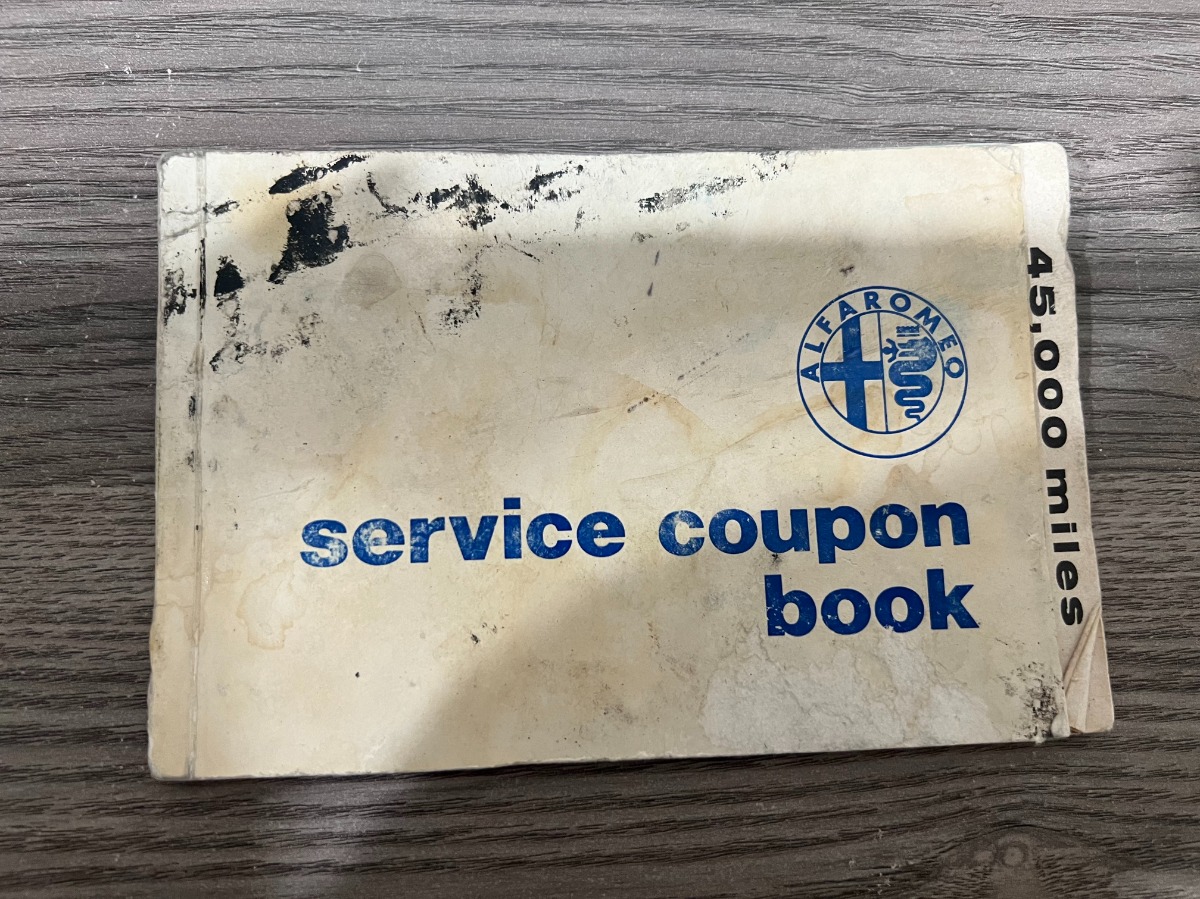 ALFA ROMEO
service coupon
book
45,000 miles